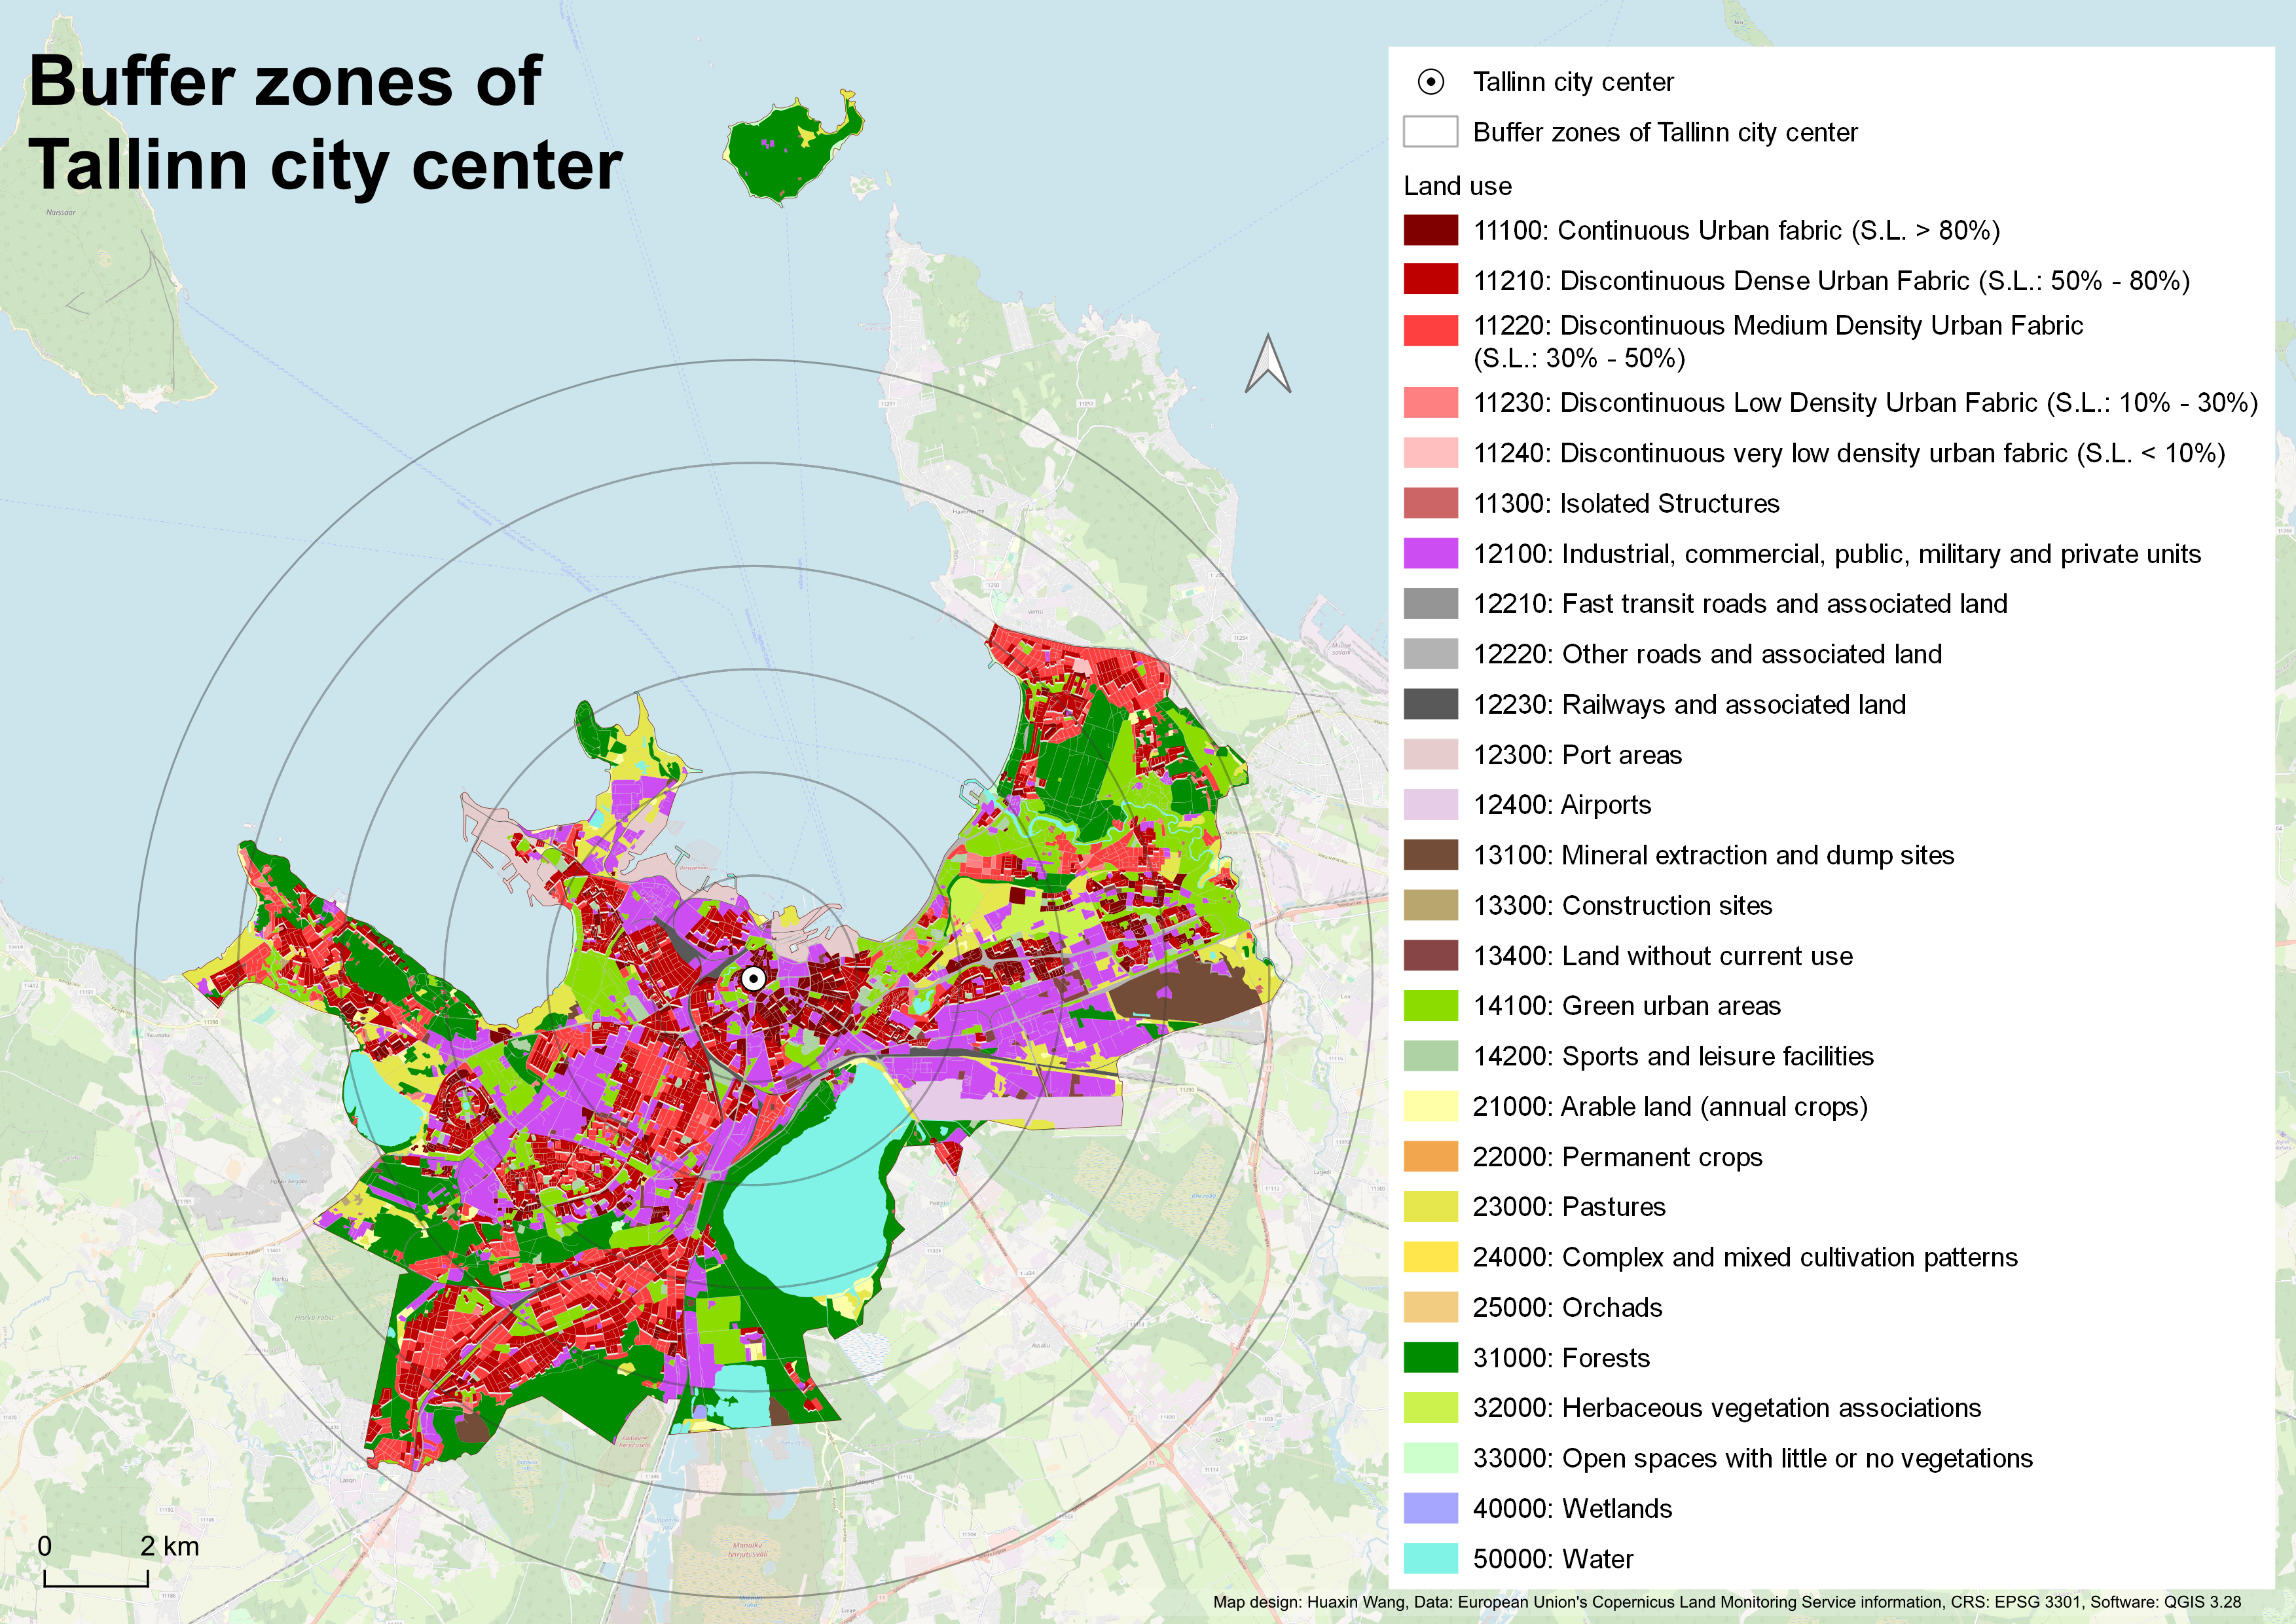 Buffer zones of
Tallinn city center
Tallinn city center
Buffer zones of Tallinn city center
Land use
11100: Continuous Urban fabric (S.L. > 80%)
11210: Discontinuous Dense Urban Fabric (S.L.: 50% - 80%)
11220: Discontinuous Medium Density Urban Fabric
(S.L.: 30% - 50%)
11230: Discontinuous Low Density Urban Fabric (S.L.: 10% - 30%)
11240: Discontinuous very low density urban fabric (S.L. < 10%)
11300: Isolated Structures
12100: Industrial, commercial, public, military and private units
12210: Fast transit roads and associated land
12220: Other roads and associated land
12230: Railways and associated land
12300: Port areas
12400: Airports
13100: Mineral extraction and dump sites
13300: Construction sites
13400: Land without current use
14100: Green urban areas
14200: Sports and leisure facilities
21000: Arable land (annual crops)
22000: Permanent crops
23000: Pastures
24000: Complex and mixed cultivation patterns
25000: Orchads
31000: Forests
32000: Herbaceous vegetation associations
33000: Open spaces with little or no vegetations
40000: Wetlands
50000: Water
Naissaar
0 2 km
Map design: Huaxin Wang, Data: European Union's Copernicus Land Monitoring Service information, CRS: EPSG 3301, Software: QGIS 3.28